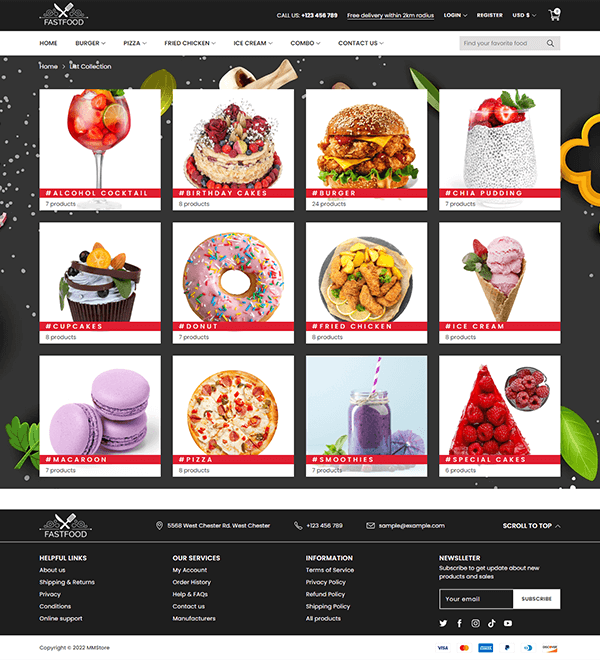 FASTFOOD
CALL US: +123 456 789
Free delivery within 2km radius
LOGIN
REGISTER
USD $
0
HOME
BURGER
PIZZA
FRIED CHICKEN
ICE CREAM
COMBO
CONTACT US
Find your favorite food
Home > List Collection
#ALCOHOL COCKTAIL
7 products
#BIRTHDAY CAKES
8 products
#BURGER
24 products
#CHIA PUDDING
7 products
#CUPCAKES
8 products
#DONUT
7 products
#FRIED CHICKEN
8 products
#ICE CREAM
8 products
#MACAROON
7 products
#PIZZA
8 products
#SMOOTHIES
7 products
#SPECIAL CAKES
6 products
FASTFOOD
5568 West Chester Rd. West Chester
+123 456 789
sample@example.com
SCROLL TO TOP
HELPFUL LINKS
About us
Shipping & Returns
Privacy
Conditions
Online support
OUR SERVICES
My Account
Order History
Help & FAQs
Contact us
Manufacturers
INFORMATION
Terms of Service
Privacy Policy
Refund Policy
Shipping Policy
All products
NEWSLLETER
Subscribe to get update about new
products and sales
Your email
SUBSCRIBE
Copyright © 2022 MMStore
VISA
DISCOVER